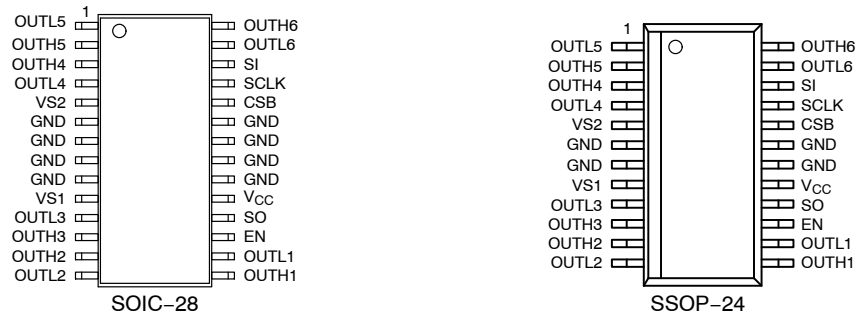 1
OUTL5
OUTH5
OUTH4
OUTL4
VS2
GND
GND
GND
GND
VS1
OUTL3
OUTH3
OUTH2
OUTL2
OUTH6
OUTL6
SI
SCLK
CSB
GND
GND
GND
GND
VCC
SO
EN
OUTL1
OUTH1
SOIC−28
1
OUTL5
OUTH5
OUTH4
OUTL4
VS2
GND
GND
VS1
OUTL3
OUTH3
OUTH2
OUTL2
OUTH6
OUTL6
SI
SCLK
CSB
GND
GND
VCC
SO
EN
OUTL1
OUTH1
SSOP−24